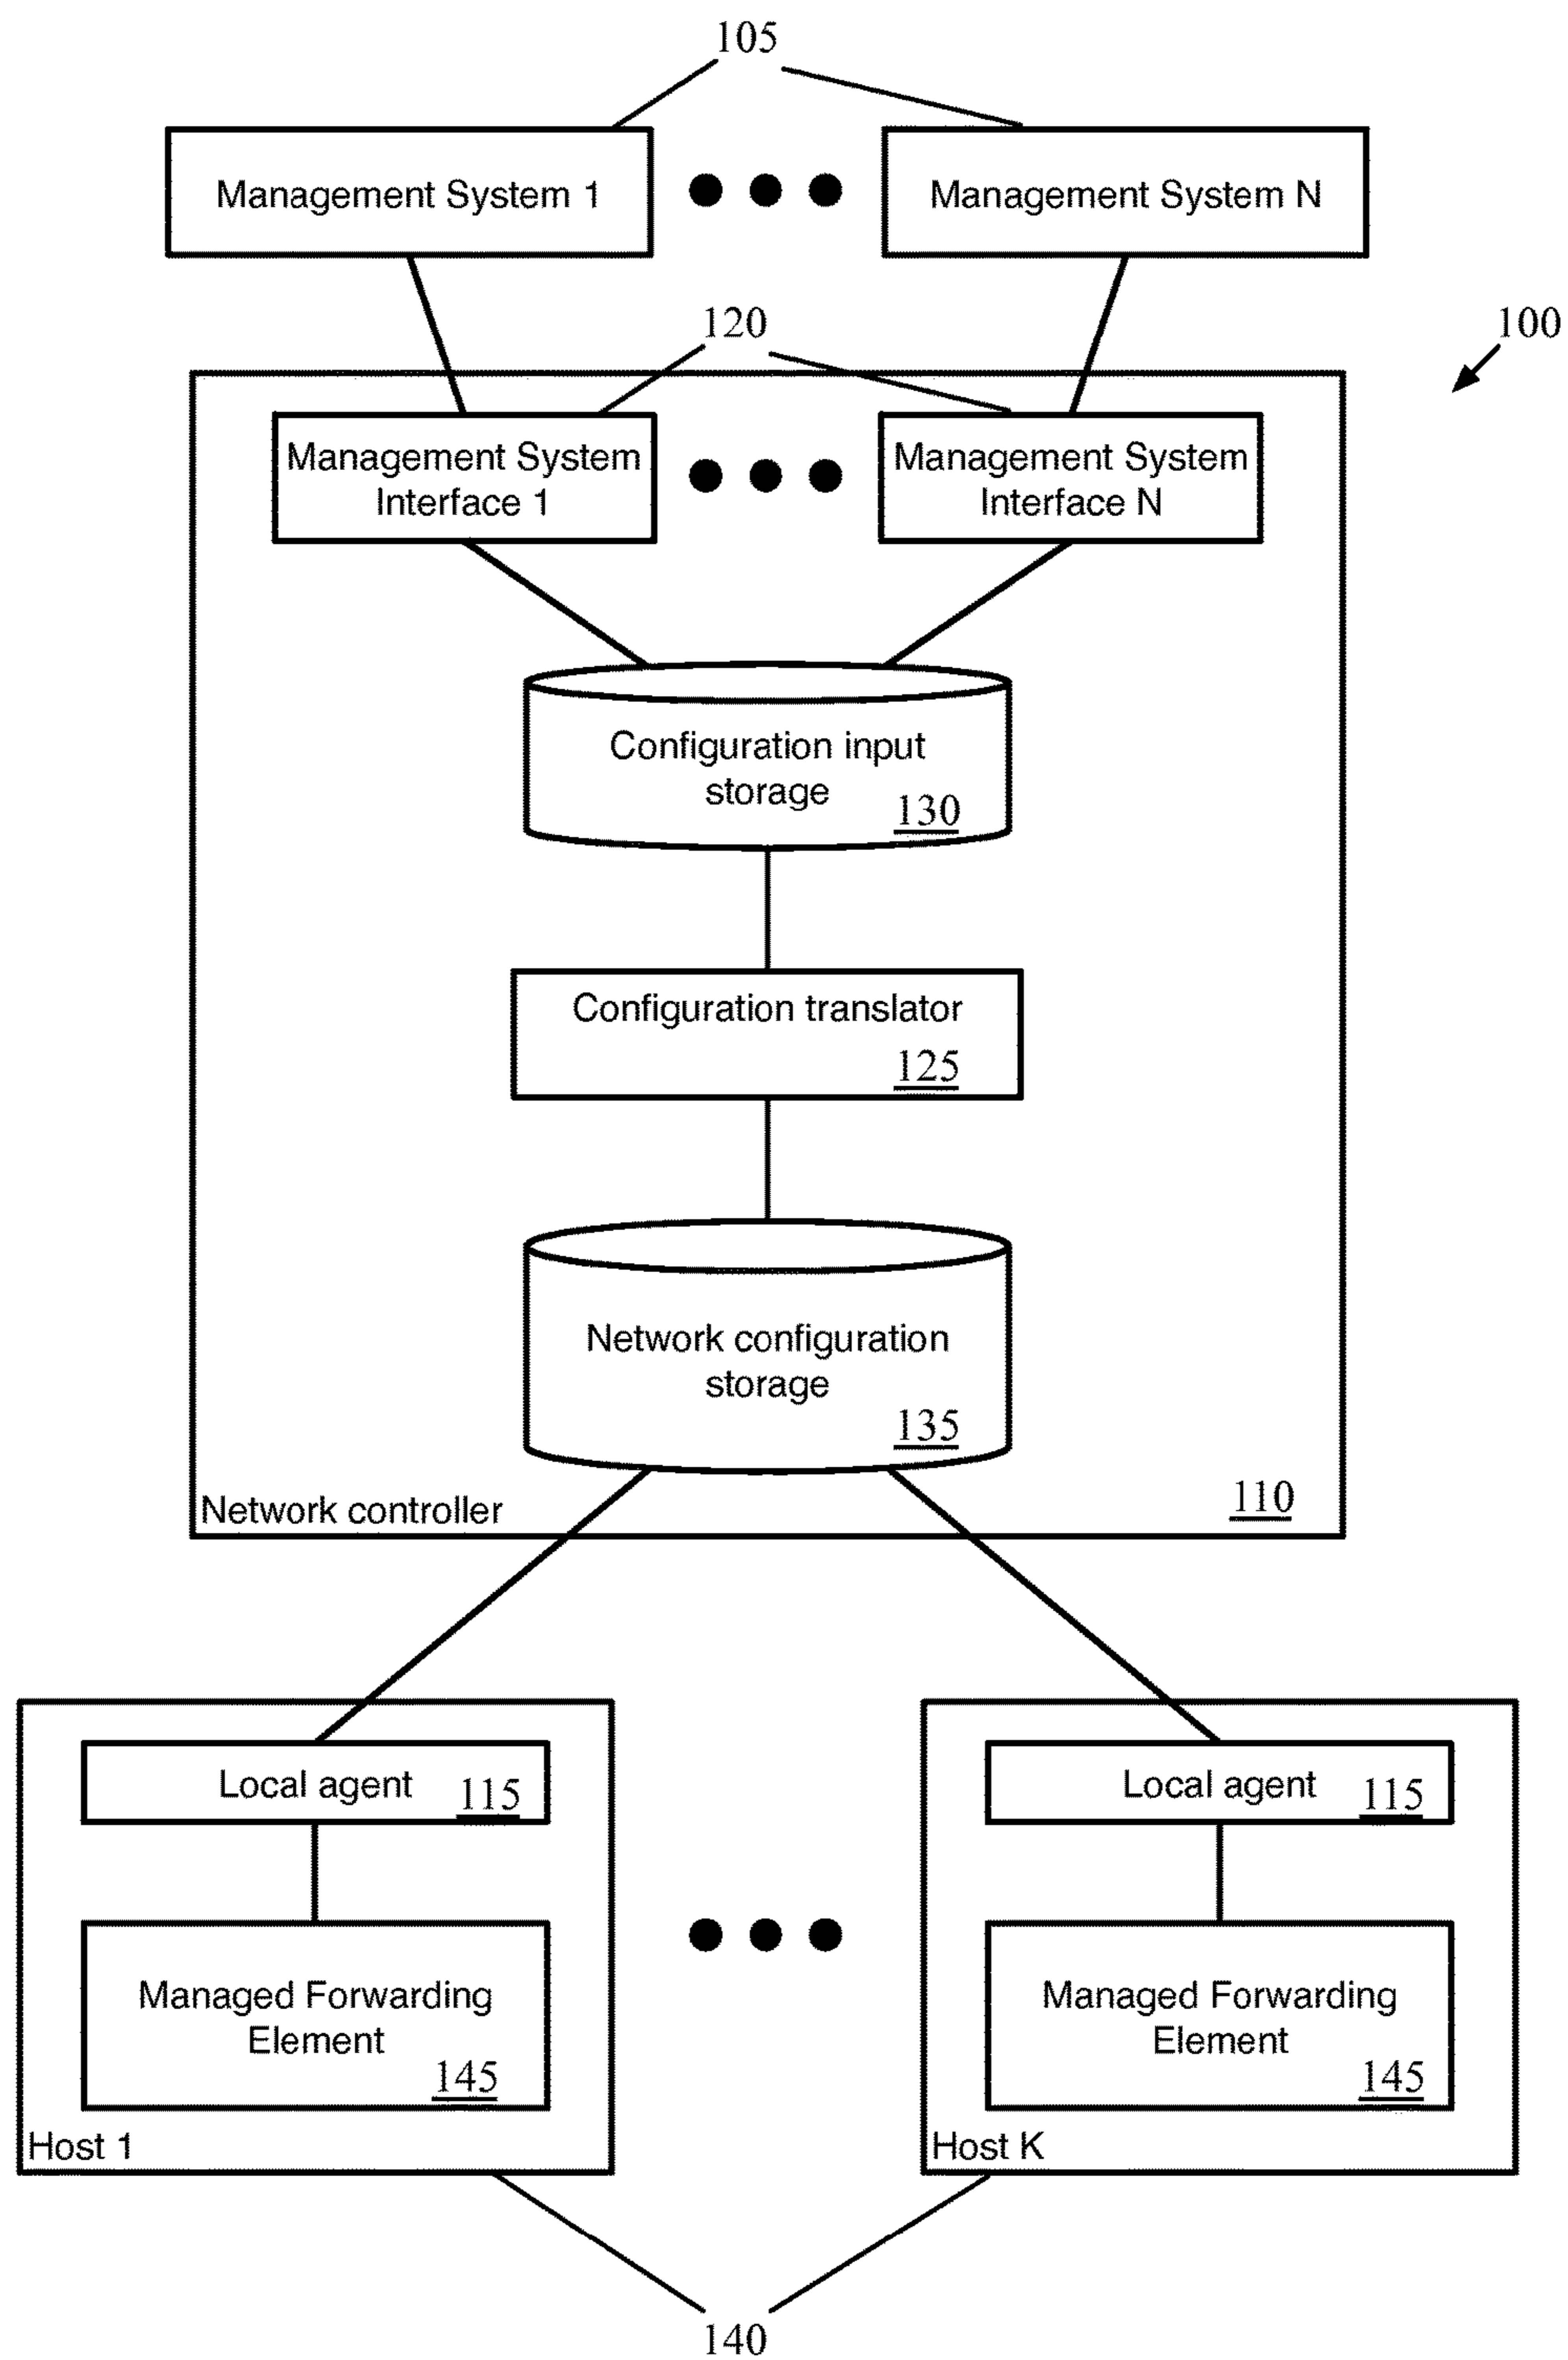 105
Management System 1
Management System N
120
100
Management System
Interface 1
Management System
Interface N
Configuration input
storage
130
Configuration translator
125
Network configuration
storage
135
Network controller
110
Local agent
115
Managed Forwarding
Element
145
Host 1
Local agent
115
Managed Forwarding
Element
145
Host K
140